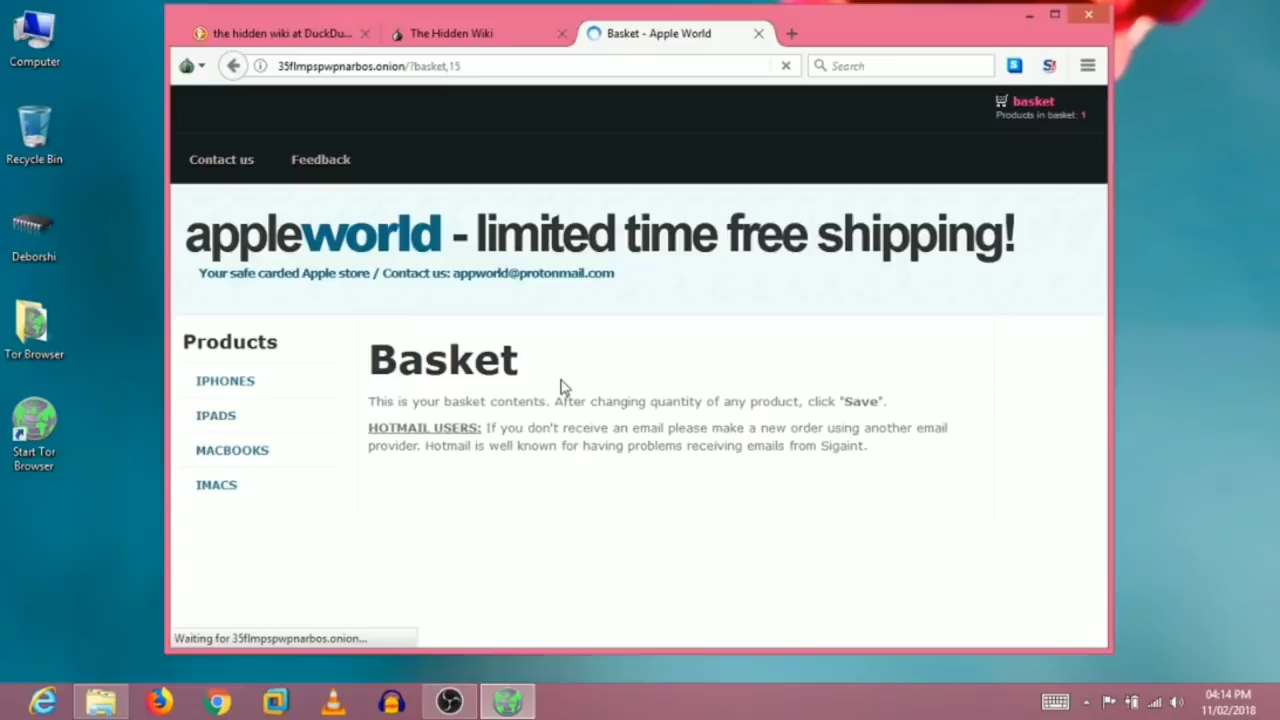 Computer
Recycle Bin
Deborshi
Tor Browser
Start Tor
Browser
the hidden wiki at DuckDu...
The Hidden Wiki
Basket - Apple World
35flmpspwpnarbos.onion/?basket,15
Search
basket
Products in basket: 1
Contact us
Feedback
appleworld - limited time free shipping!
Your safe carded Apple store / Contact us: appworld@protonmail.com
Products
IPHONES
IPADS
MACBOOKS
IMACS
Basket
This is your basket contents. After changing quantity of any product, click "Save".
HOTMAIL USERS: If you don't receive an email please make a new order using another email
provider. Hotmail is well known for having problems receiving emails from Sigaint.
Waiting for 35flmpspwpnarbos.onion...
04:14 PM
11/02/2018